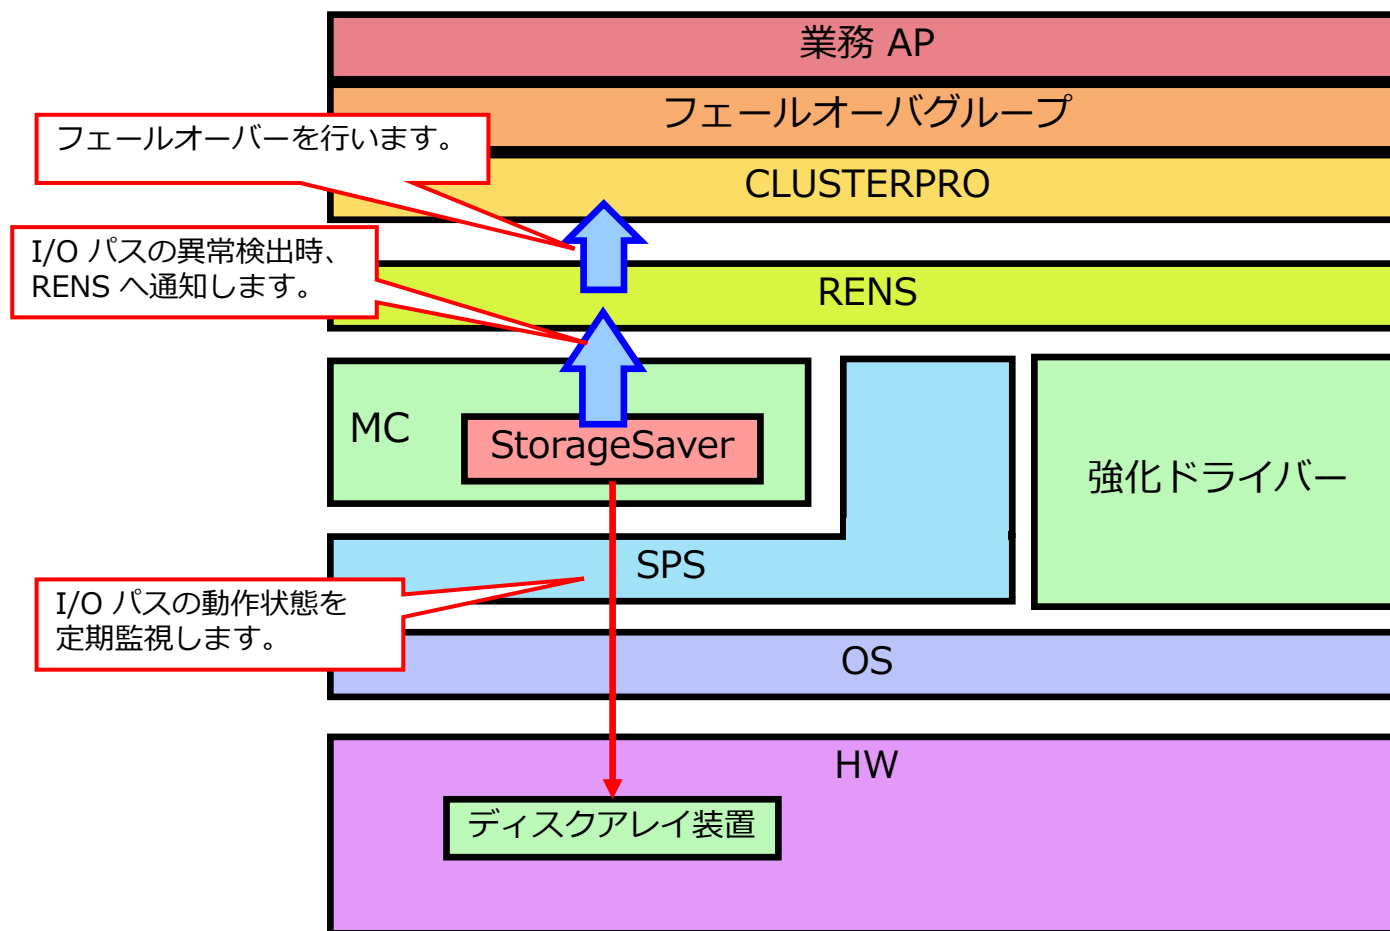 業務 AP
フェールオーバグループ
フェールオーバーを行います。
CLUSTERPRO
I/O パスの異常検出時、
RENS へ通知します。
RENS
MC
StorageSaver
強化ドライバー
SPS
I/O パスの動作状態を
定期監視します。
OS
HW
ディスクアレイ装置